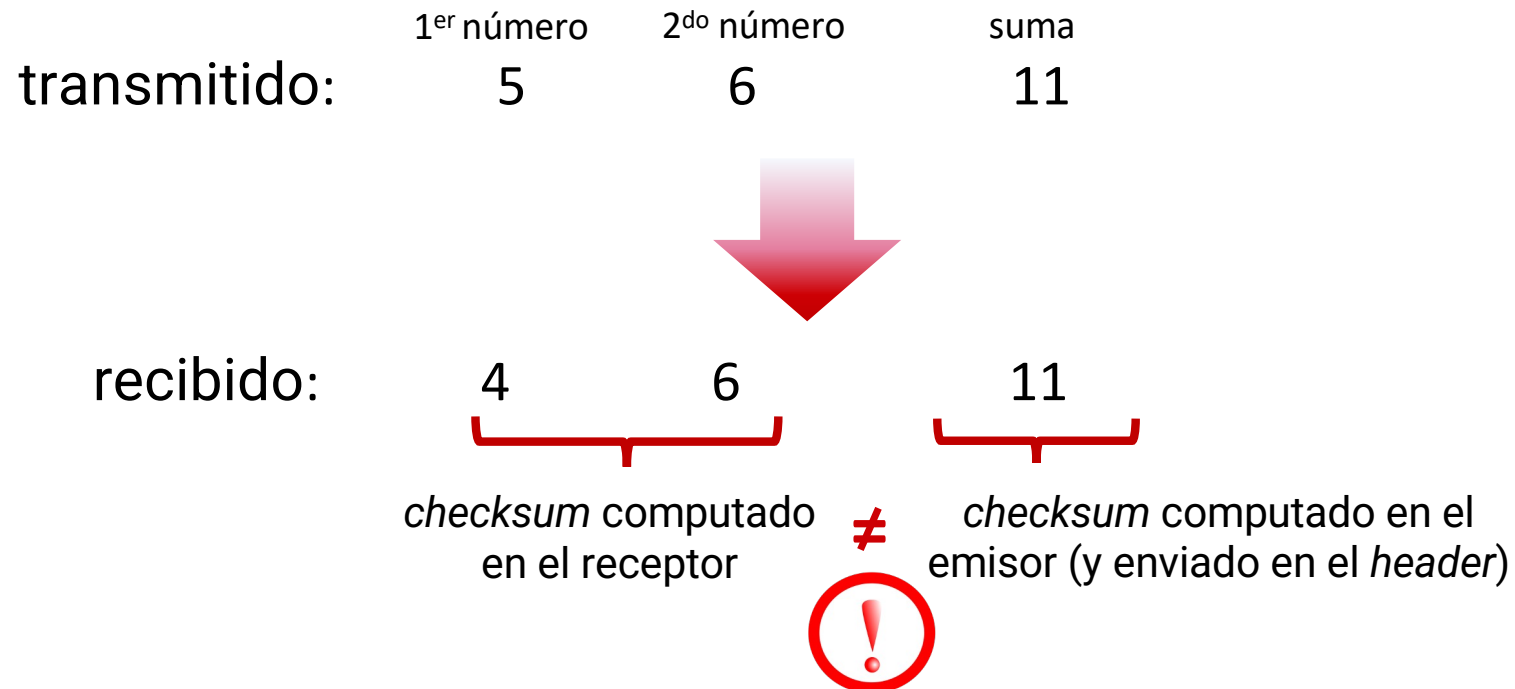 1er número 2do número suma
transmitido: 5 6 11
recibido: 4 6 11
checksum computado
en el receptor
≠
checksum computado en el
emisor (y enviado en el header)
!